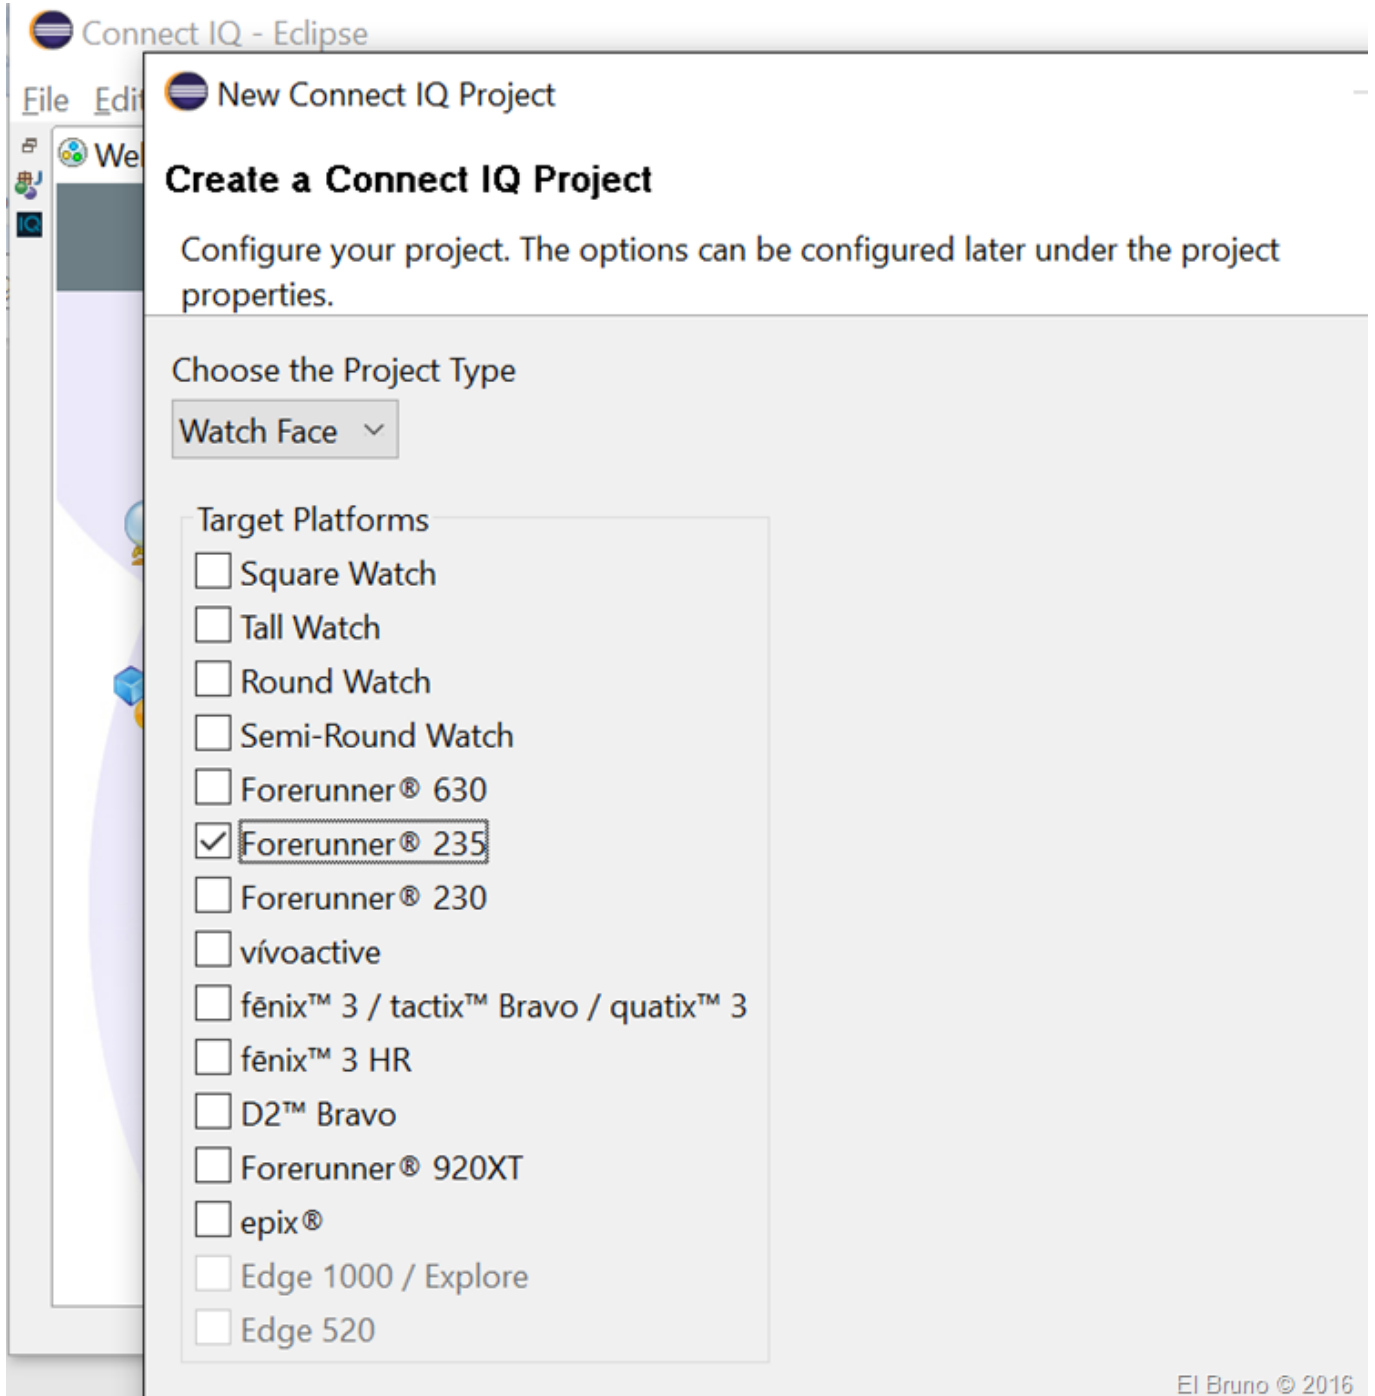 Connect IQ - Eclipse
File Edit
New Connect IQ Project
Wel
IQ
Create a Connect IQ Project
Configure your project. The options can be configured later under the project
properties.
Choose the Project Type
Watch Face
Target Platforms
Square Watch
Tall Watch
Round Watch
Semi-Round Watch
Forerunner® 630
Forerunner® 235
Forerunner® 230
vívoactive
fēnix™ 3 / tactix™ Bravo / quatix™ 3
fēnix™ 3 HR
D2™ Bravo
Forerunner® 920XT
epix®
Edge 1000 / Explore
Edge 520
El Bruno © 2016